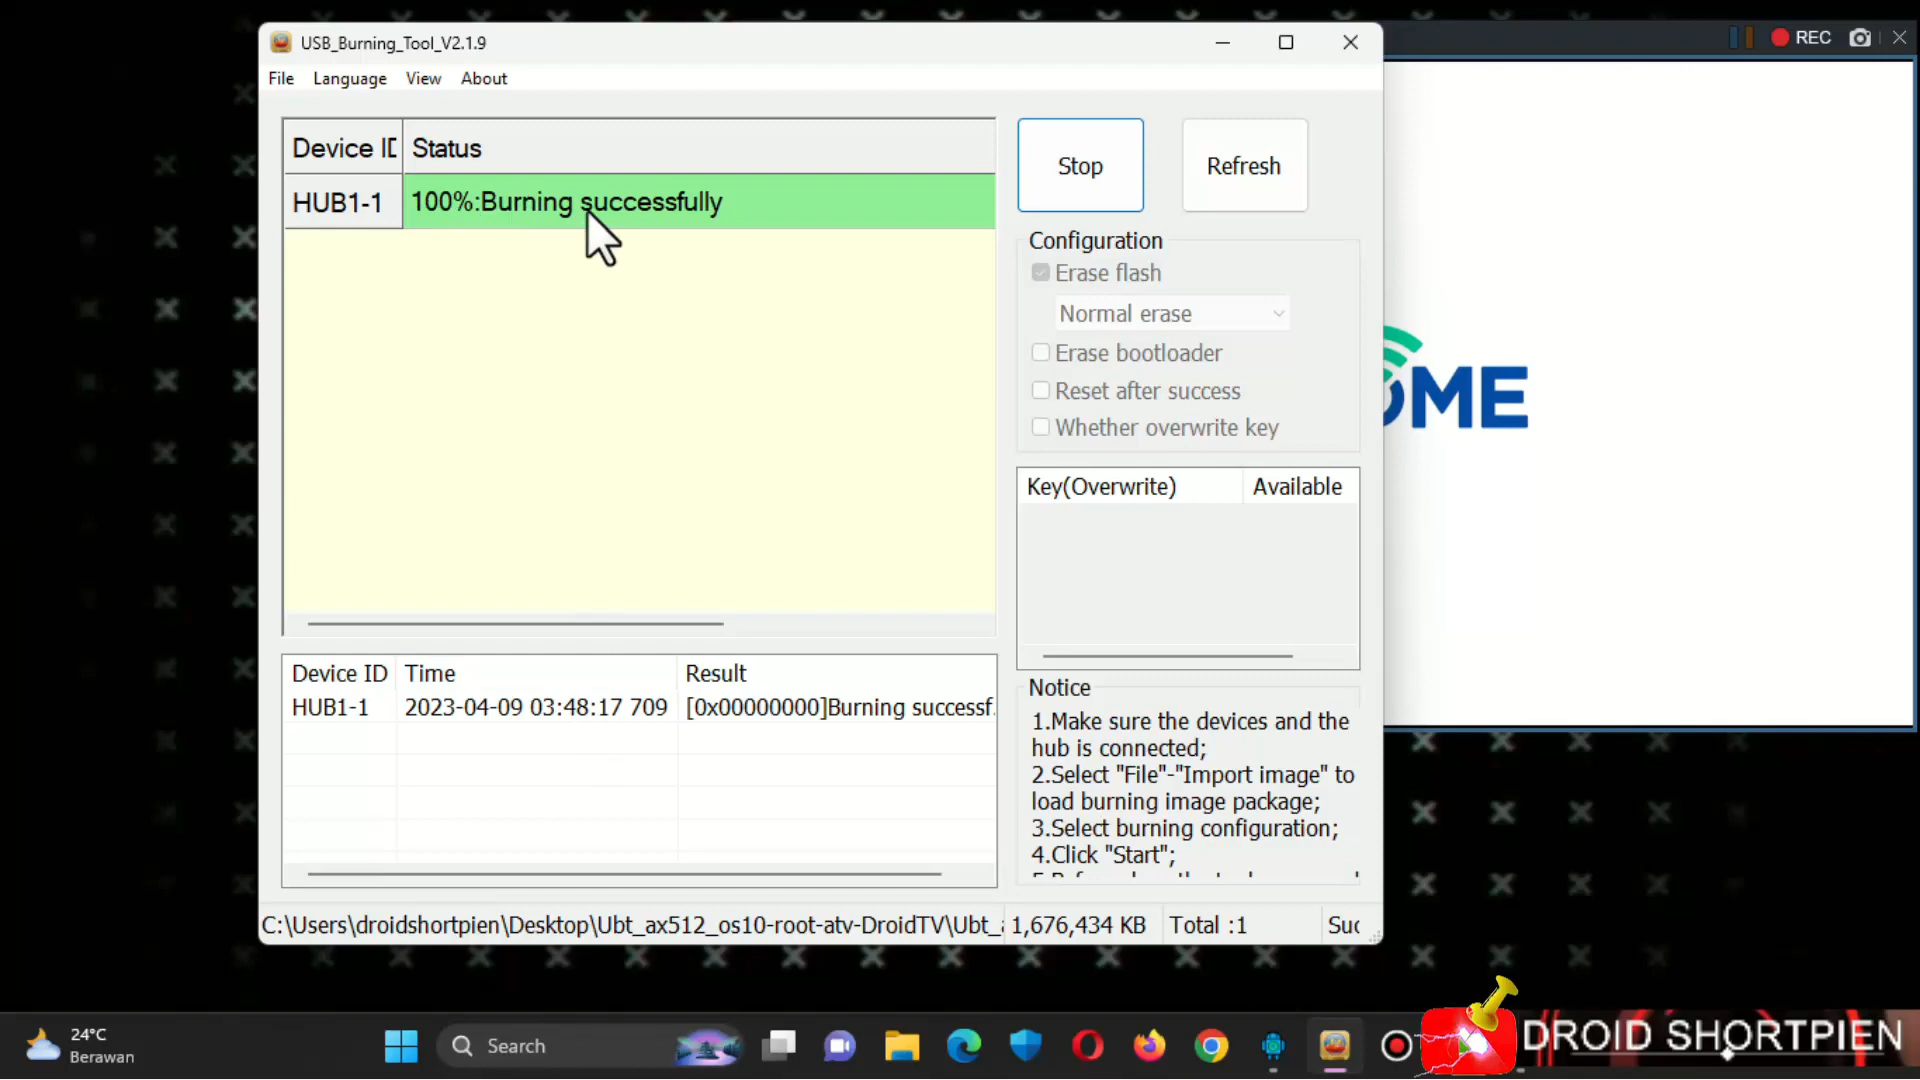 USB_Burning_Tool_V2.1.9
REC
File Language View About
Device ID Status
HUB1-1 100%:Burning successfully
Stop
Refresh
Configuration
Erase flash
Normal erase
Erase bootloader
Reset after success
Whether overwrite key
OME
Key(Overwrite) Available
Device ID Time Result
HUB1-1 2023-04-09 03:48:17 709 [0x00000000]Burning successf.
Notice
1.Make sure the devices and the
hub is connected;
2.Select "File"-"Import image" to
load burning image package;
3.Select burning configuration;
4.Click "Start";
C:\Users\droidshortpien\Desktop\Ubt_ax512_os10-root-atv-DroidTV\Ubt_a 1,676,434 KB Total :1 Suc
24°C
Berawan
Search
DROID SHORTPIEN